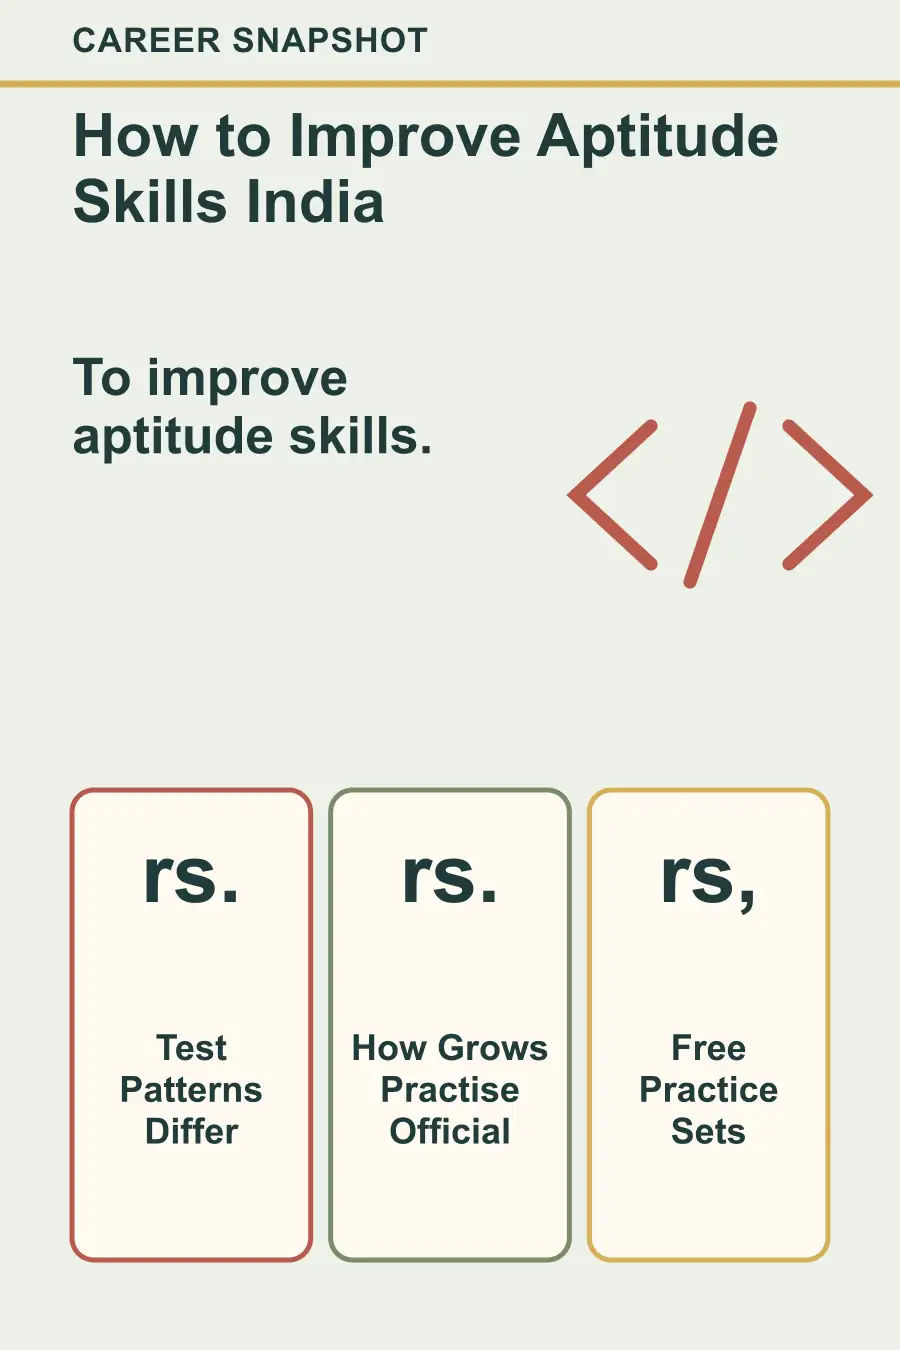 CAREER SNAPSHOT
How to Improve Aptitude
Skills India
To improve
aptitude skills.
</>
rs.
Test
Patterns
Differ
rs.
How Grows
Practise
Official
rs,
Free
Practice
Sets